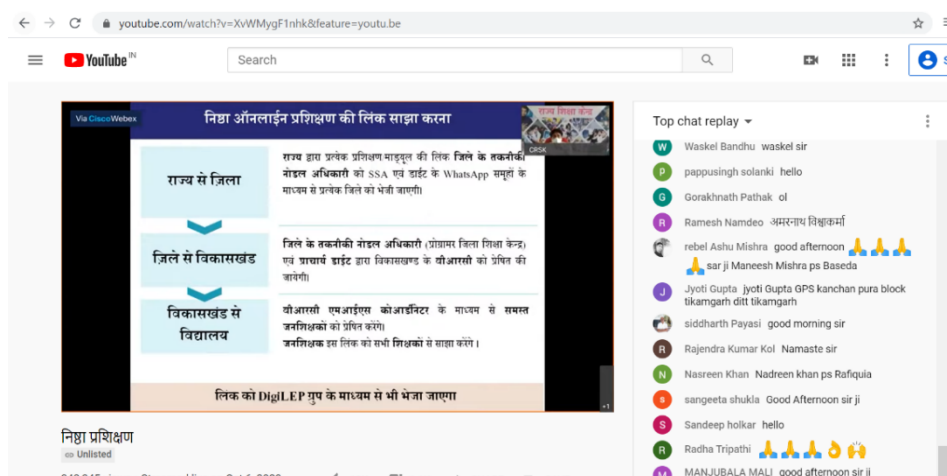 youtube.com/watch?v=XvWMygF1nhk&feature=youtu.be
YouTube IN
Search
Via CiscoWebex
निष्ठा ऑनलाईन प्रशिक्षण की लिंक साझा करना
राज्य शिक्षा केन्द्र
CRSK
राज्य से ज़िला
राज्य द्वारा प्रत्येक प्रशिक्षण माड्यूल की लिंक जिले के तकनीकी
नोडल अधिकारी को SSA एवं डाईट के WhatsApp समूहों के
माध्यम से प्रत्येक जिले को भेजी जाएगी।
ज़िले से विकासखंड
जिले के तकनीकी नोडल अधिकारी (प्रोग्रामर जिला शिक्षा केन्द्र)
एवं प्राचार्य डाईट द्वारा विकासखण्ड के बीआरसी को प्रेषित की
जायेगी।
विकासखंड से
विद्यालय
बीआरसी एमआईएस कोआर्डिनेटर के माध्यम से समस्त
जनशिक्षकों को प्रेषित करेंगे।
जनशिक्षक इस लिंक को सभी शिक्षकों से साझा करेंगे ।
लिंक को DigiLEP ग्रुप के माध्यम से भी भेजा जाएगा
+1
निष्ठा प्रशिक्षण
Unlisted
Top chat replay
W Waskel Bandhu waskel sir
P pappusingh solanki hello
G Gorakhnath Pathak ol
R Ramesh Namdeo अमरनाथ विश्वाकर्मा
rebel Ashu Mishra good afternoon 🙏🙏🙏
🙏 sar ji Maneesh Mishra ps Baseda
J Jyoti Gupta jyoti Gupta GPS kanchan pura block
tikamgarh ditt tikamgarh
siddharth Payasi good morning sir
R Rajendra Kumar Kol Namaste sir
N Nasreen Khan Nadreen khan ps Rafiquia
s sangeeta shukla Good Afternoon sir ji
S Sandeep holkar hello
R Radha Tripathi 🙏🙏🙏👌🙌
M MANJUBALA MALI good afternoon sir ji